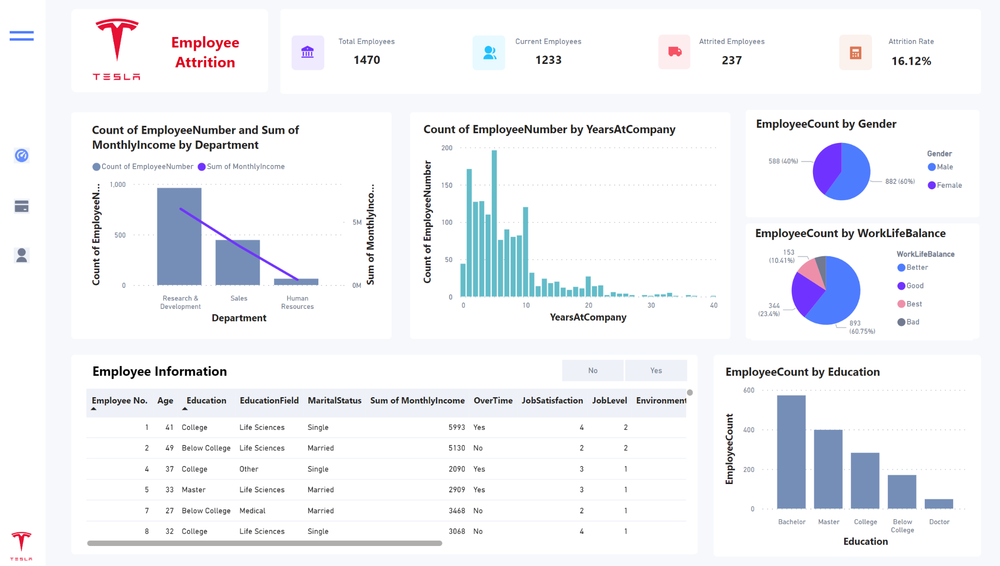 TESLA
Employee
Attrition
Total Employees
1470
Current Employees
1233
Attrited Employees
237
Attrition Rate
16.12%
Count of EmployeeNumber and Sum of
MonthlyIncome by Department
Count of EmployeeNumber Sum of MonthlyIncome
Count of EmployeeN...
1,000
500
0
5M
0M
Sum of MonthlyInco...
Research &
Development
Sales
Human
Resources
Department
Count of EmployeeNumber by YearsAtCompany
Count of EmployeeNumber
200
150
100
50
0
0 10 20 30 40
YearsAtCompany
EmployeeCount by Gender
588 (40%)
882 (60%)
Gender
Male
Female
EmployeeCount by WorkLifeBalance
153
(10.41%)
344
(23.4%)
893
(60.75%)
WorkLifeBalance
Better
Good
Best
Bad
Employee Information
No Yes
Employee No. Age Education EducationField MaritalStatus Sum of MonthlyIncome OverTime JobSatisfaction JobLevel Environment
1 41 College Life Sciences Single 5993 Yes 4 2
2 49 Below College Life Sciences Married 5130 No 2 2
4 37 College Other Single 2090 Yes 3 1
5 33 Master Life Sciences Married 2909 Yes 3 1
7 27 Below College Medical Married 3468 No 2 1
8 32 College Life Sciences Single 3068 No 4 1
EmployeeCount by Education
EmployeeCount
600
400
200
0
Bachelor Master College Below
College Doctor
Education
TESLA